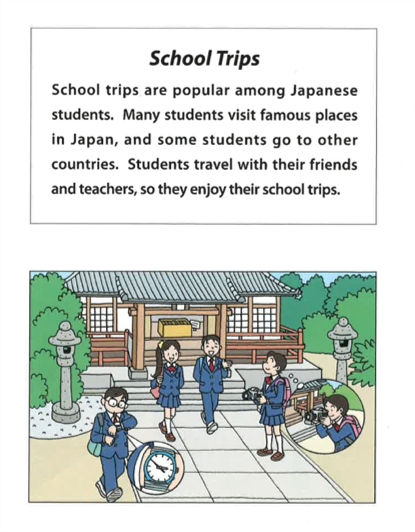 School Trips
School trips are popular among Japanese
students. Many students visit famous places
in Japan, and some students go to other
countries. Students travel with their friends
and teachers, so they enjoy their school trips.